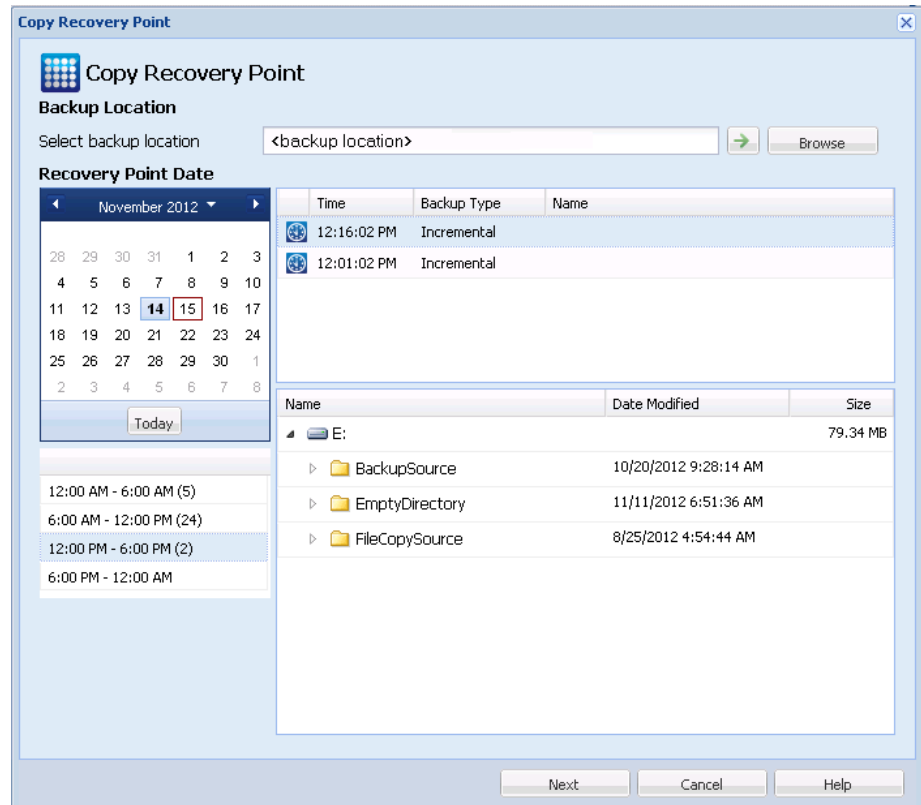 Copy Recovery Point
Copy Recovery Point
Backup Location
Select backup location <backup location> Browse
Recovery Point Date
November 2012
28 29 30 31 1 2 3
4 5 6 7 8 9 10
11 12 13 14 15 16 17
18 19 20 21 22 23 24
25 26 27 28 29 30 1
2 3 4 5 6 7 8
Today
12:00 AM - 6:00 AM (5)
6:00 AM - 12:00 PM (24)
12:00 PM - 6:00 PM (2)
6:00 PM - 12:00 AM
Time Backup Type Name
12:16:02 PM Incremental
12:01:02 PM Incremental
Name Date Modified Size
E: 79.34 MB
BackupSource 10/20/2012 9:28:14 AM
EmptyDirectory 11/11/2012 6:51:36 AM
FileCopySource 8/25/2012 4:54:44 AM
Next Cancel Help